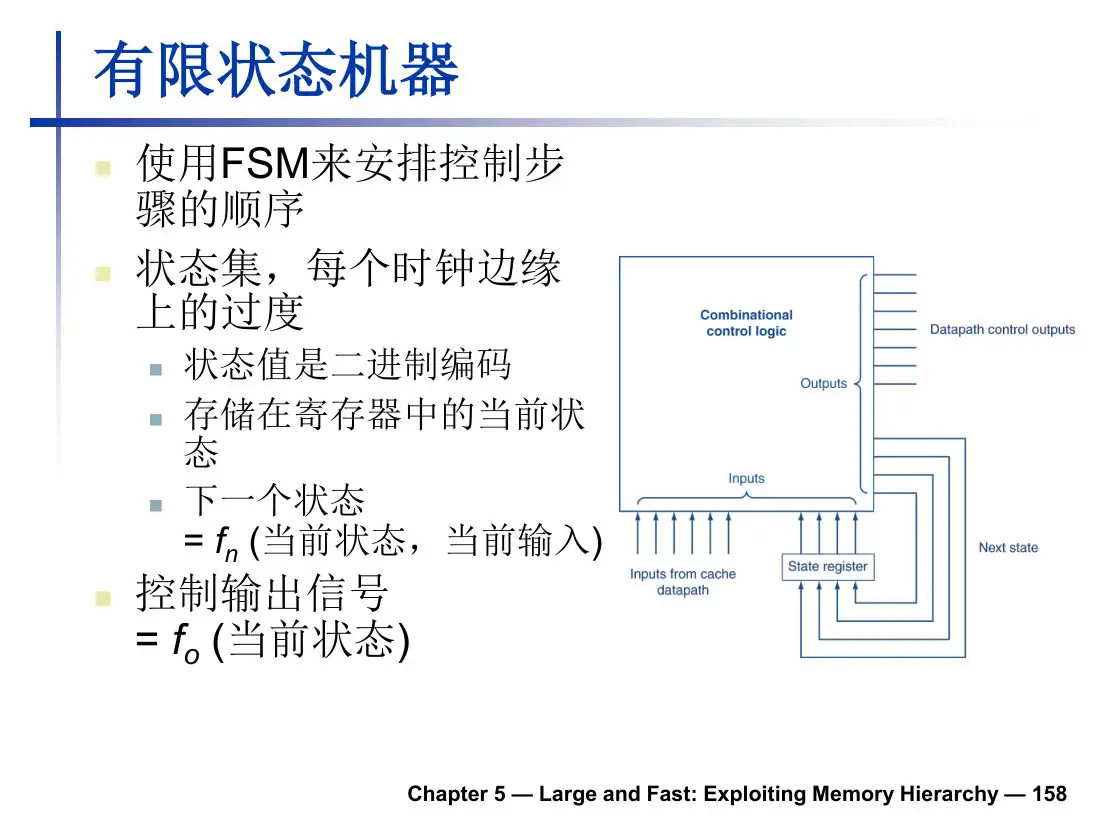 有限状态机器
使用FSM来安排控制步
骤的顺序
状态集，每个时钟边缘
上的过度
状态值是二进制编码
存储在寄存器中的当前状
态
下一个状态
= fn (当前状态，当前输入)
控制输出信号
= fo (当前状态)
Combinational
control logic
Datapath control outputs
Outputs
Inputs
Inputs from cache
datapath
State register
Next state
Chapter 5 — Large and Fast: Exploiting Memory Hierarchy — 158